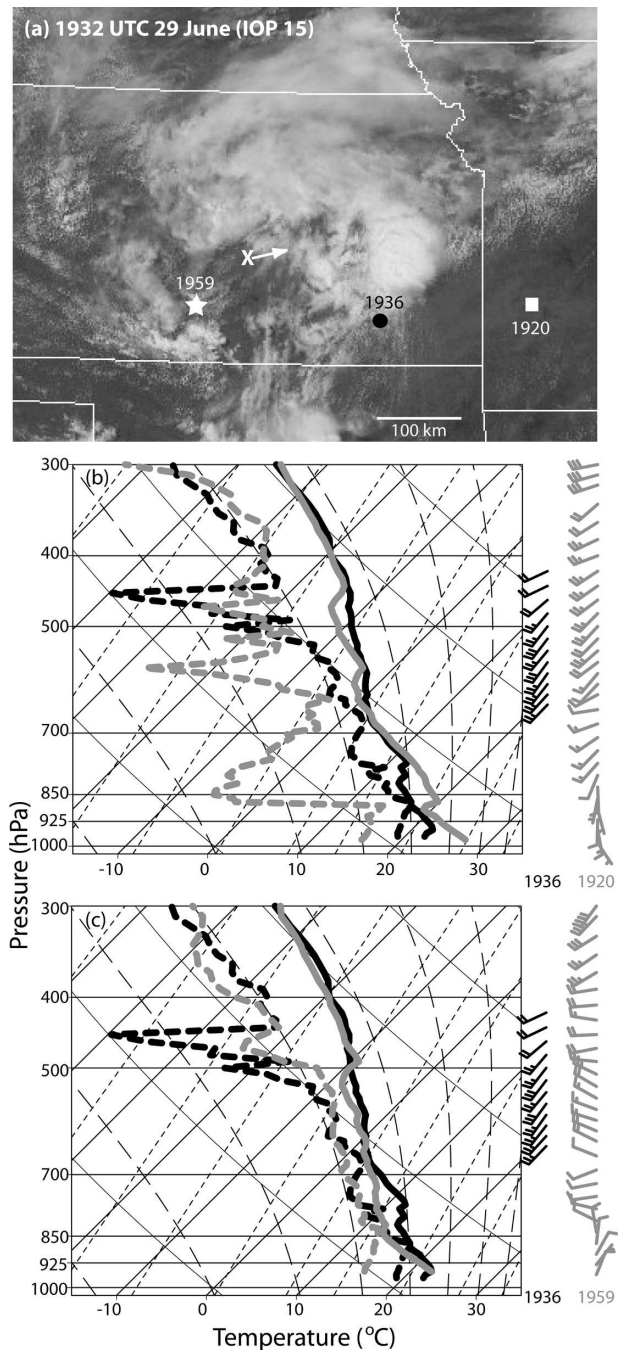 (a) 1932 UTC 29 June (IOP 15)
X
1959
1936
1920
100 km
300
(b)
400
500
700
850
925
1000
-10 0 10 20 30
1936 1920
Pressure (hPa)
300
(c)
400
500
700
850
925
1000
-10 0 10 20 30
1936 1959
Temperature (°C)